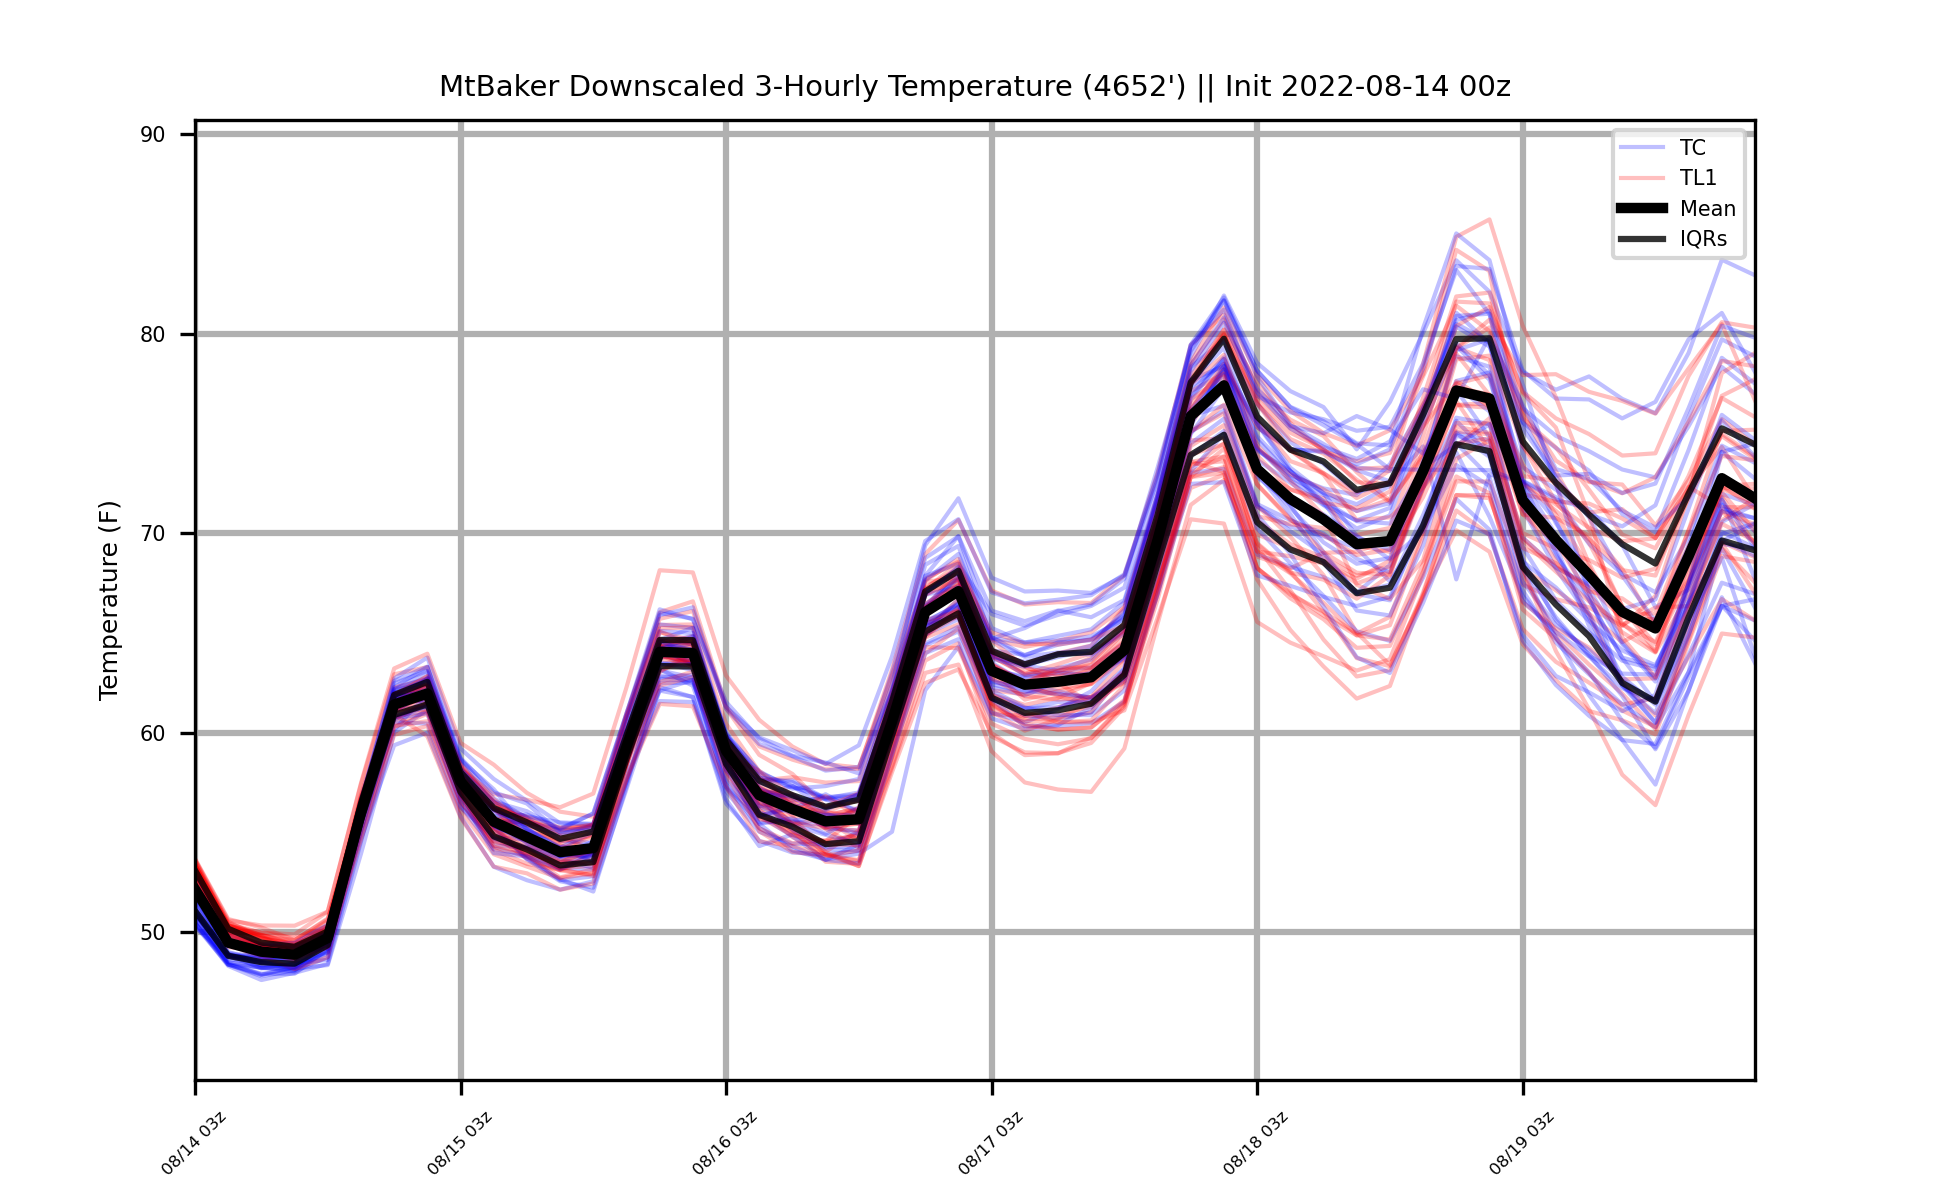 MtBaker Downscaled 3-Hourly Temperature (4652') || Init 2022-08-14 00z
TC
TL1
Mean
IQRs
Temperature (F)
90
80
70
60
50
08/14 03z
08/15 03z
08/16 03z
08/17 03z
08/18 03z
08/19 03z